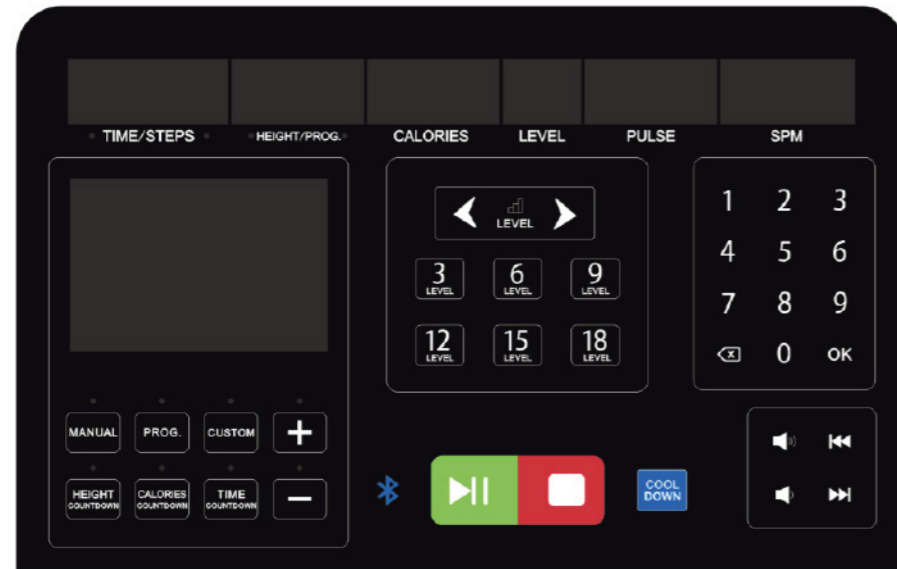 TIME/STEPS HEIGHT/PROG. CALORIES LEVEL PULSE SPM
LEVEL
3 LEVEL
6 LEVEL
9 LEVEL
12 LEVEL
15 LEVEL
18 LEVEL
1 2 3
4 5 6
7 8 9
0 OK
MANUAL PROG. CUSTOM +
HEIGHT COUNTDOWN
CALORIES COUNTDOWN
TIME COUNTDOWN
−
COOL
DOWN